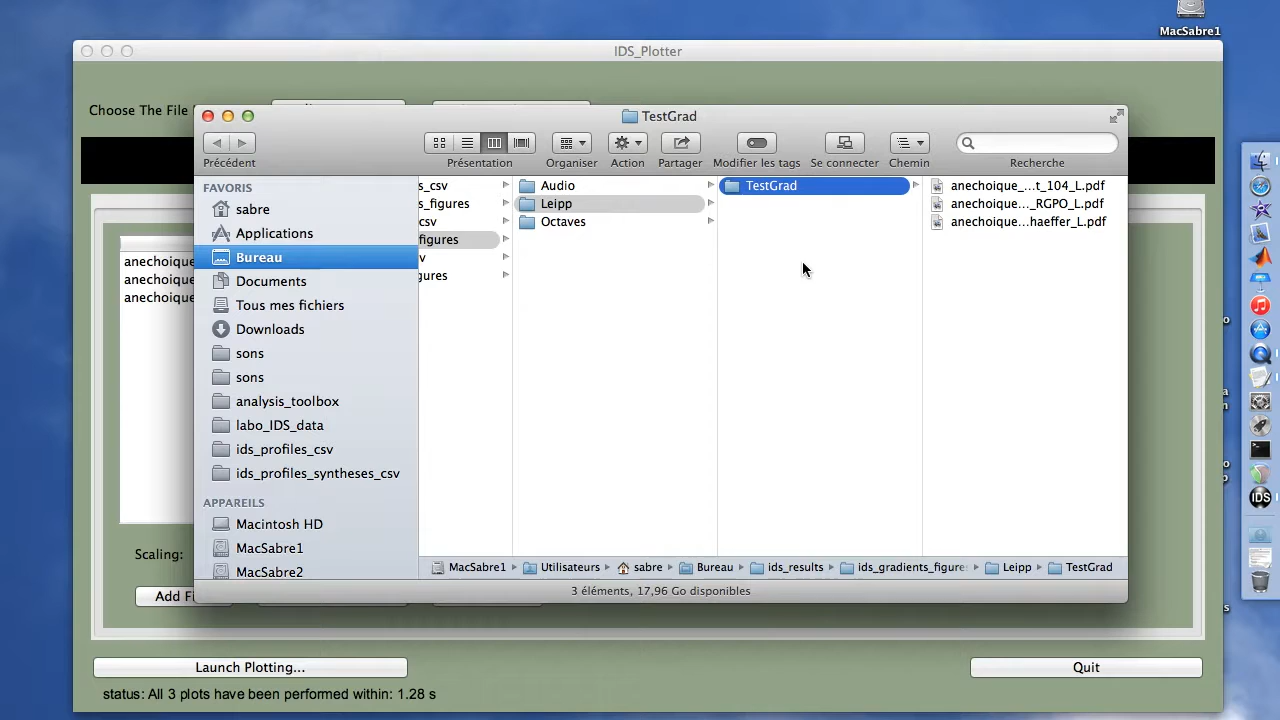 MacSabre1
IDS_Plotter
Choose The File
TestGrad
Précédent
Présentation
Organiser
Action
Partager
Modifier les tags
Se connecter
Chemin
Recherche
FAVORIS
sabre
Applications
Bureau
Documents
Tous mes fichiers
Downloads
sons
sons
analysis_toolbox
labo_IDS_data
ids_profiles_csv
ids_profiles_syntheses_csv
APPAREILS
Macintosh HD
MacSabre1
MacSabre2
s_csv
s_figures
csv
figures
v
ures
Audio
Leipp
Octaves
TestGrad
anechoique_...t_104_L.pdf
anechoique..._RGPO_L.pdf
anechoique...haeffer_L.pdf
anechoique
anechoique
anechoique
Scaling:
Add Fi
MacSabre1 Utilisateurs sabre Bureau ids_results ids_gradients_figure Leipp TestGrad
3 éléments, 17,96 Go disponibles
IDS
Launch Plotting...
Quit
status: All 3 plots have been performed within: 1.28 s